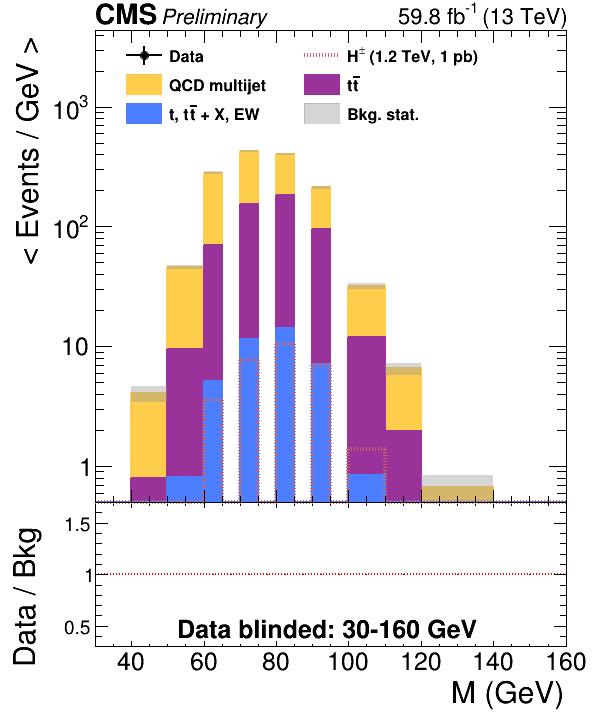 CMS Preliminary 59.8 fb⁻¹ (13 TeV)
Data H± (1.2 TeV, 1 pb)
QCD multijet tt̅
t, tt̅ + X, EW Bkg. stat.
< Events / GeV >
10³
10²
10
1
Data / Bkg
1.5
1
0.5
Data blinded: 30-160 GeV
40 60 80 100 120 140 160
M (GeV)